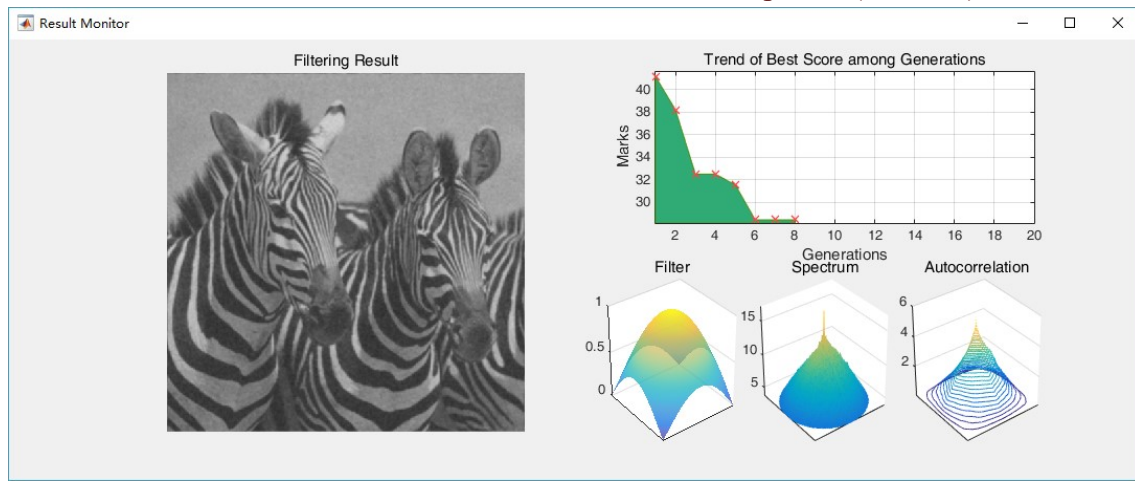 Result Monitor
Filtering Result
Trend of Best Score among Generations
Marks
40
38
36
34
32
30
2 4 6 8 10 12 14 16 18 20
Generations
Filter
1
0.5
0
Spectrum
15
10
5
Autocorrelation
6
4
2